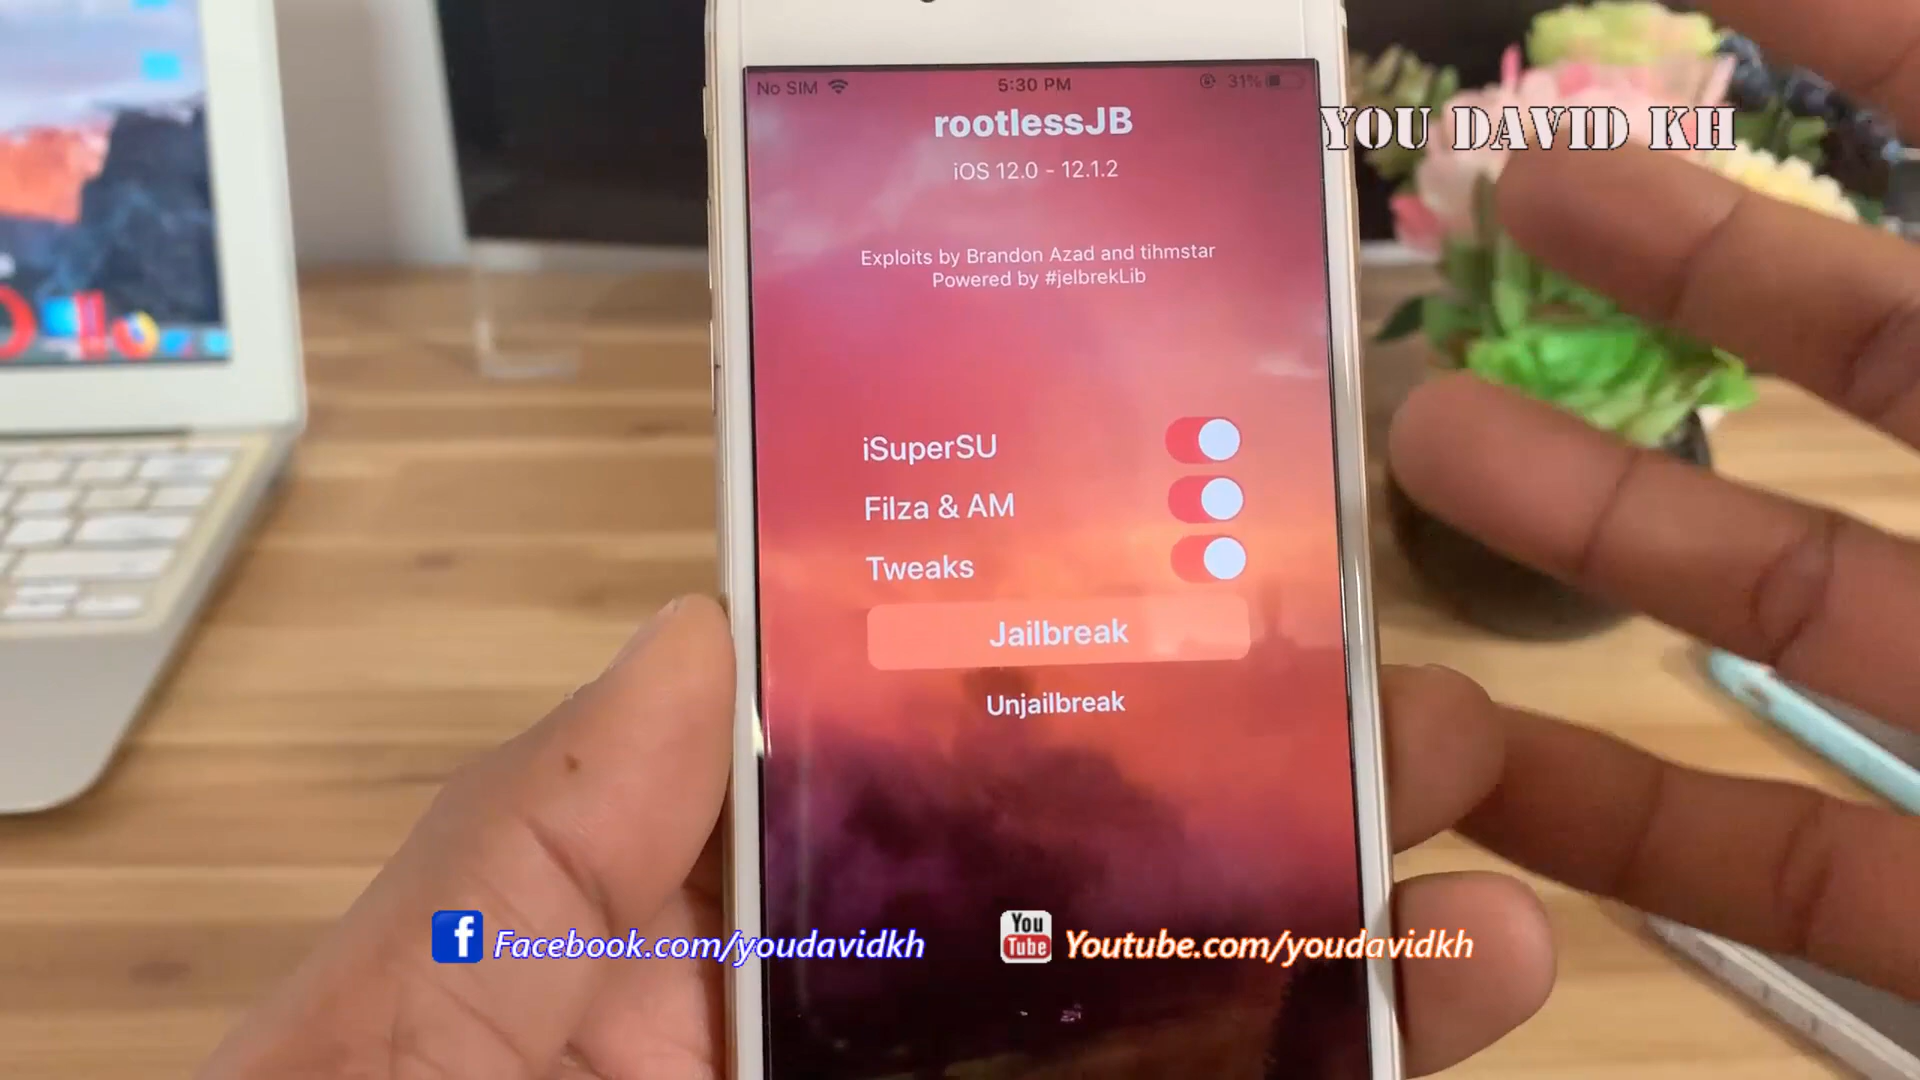 No SIM
5:30 PM
31%
rootlessJB
iOS 12.0 - 12.1.2
YOU DAVID KH
Exploits by Brandon Azad and tihmstar
Powered by #jelbrekLib
iSuperSU
Filza & AM
Tweaks
Jailbreak
Unjailbreak
f Facebook.com/youdavidkh
You Tube Youtube.com/youdavidkh